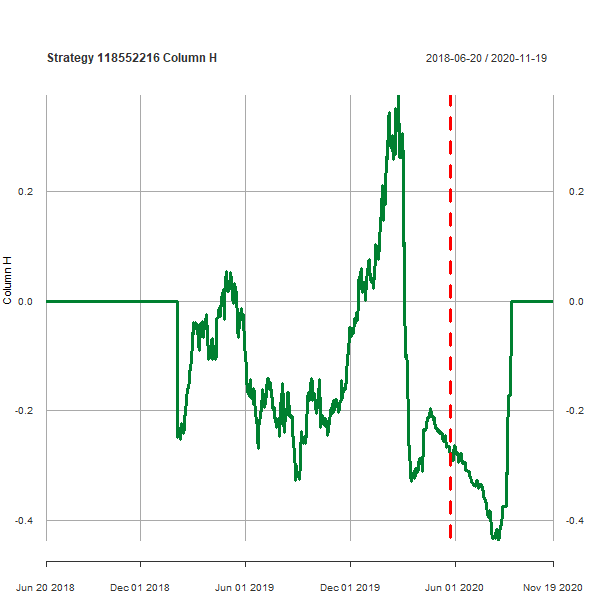 Strategy 118552216 Column H
2018-06-20 / 2020-11-19
Column H
0.2
0.0
-0.2
-0.4
0.2
0.0
-0.2
-0.4
Jun 20 2018
Dec 01 2018
Jun 01 2019
Dec 01 2019
Jun 01 2020
Nov 19 2020